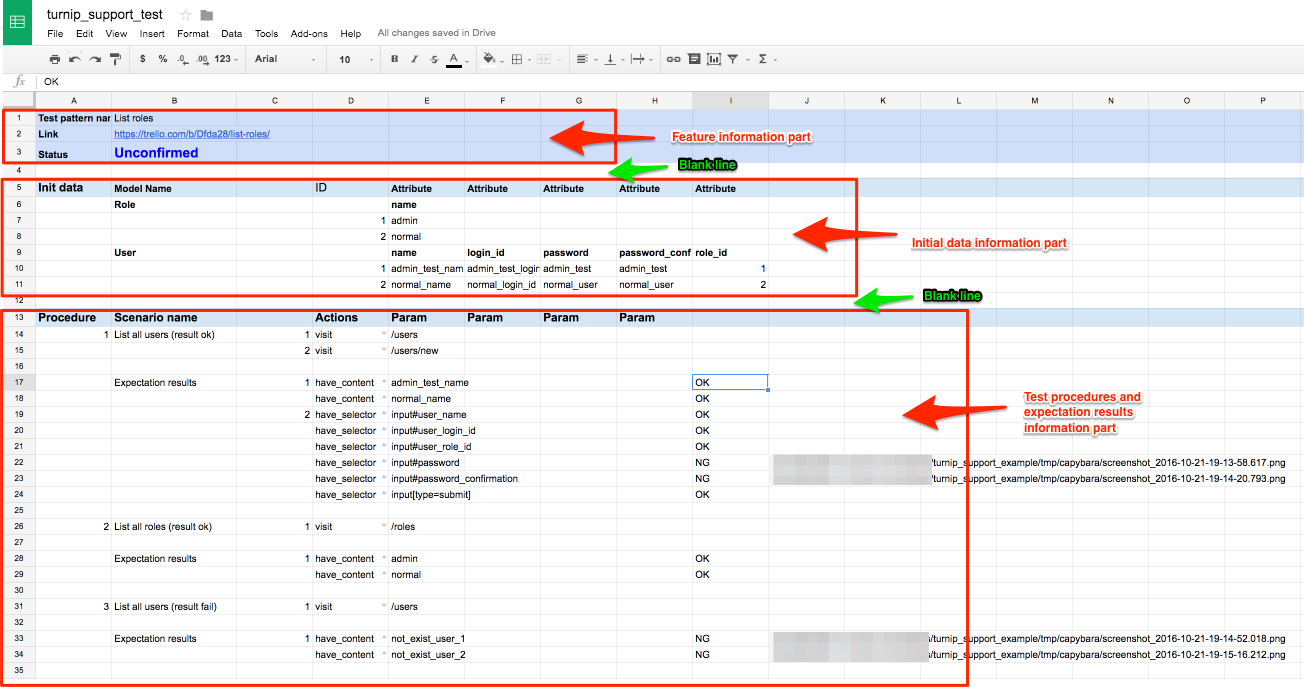 turnip_support_test
File Edit View Insert Format Data Tools Add-ons Help All changes saved in Drive
$ % .0 .00 123 Arial 10 B I S A Σ
fx OK
A B C D E F G H I J K L M N O P
1 Test pattern nar List roles
2 Link https://trello.com/b/Dfda28/list-roles/
Feature information part
3 Status Unconfirmed
Blank line
4
5 Init data Model Name ID Attribute Attribute Attribute Attribute Attribute
6 Role name
7 1 admin
8 2 normal
Initial data information part
9 User name login_id password password_conf role_id
10 1 admin_test_nam admin_test_login admin_test admin_test 1
11 2 normal_name normal_login_id normal_user normal_user 2
Blank line
12
13 Procedure Scenario name Actions Param Param Param Param
14 1 List all users (result ok) 1 visit /users
15 2 visit /users/new
16
17 Expectation results 1 have_content admin_test_name OK
18 have_content normal_name OK
Test procedures and
expectation results
information part
19 2 have_selector input#user_name OK
20 have_selector input#user_login_id OK
21 have_selector input#user_role_id OK
22 have_selector input#password NG /turnip_support_example/tmp/capybara/screenshot_2016-10-21-19-13-58.617.png
23 have_selector input#password_confirmation NG /turnip_support_example/tmp/capybara/screenshot_2016-10-21-19-14-20.793.png
24 have_selector input[type=submit] OK
25
26 2 List all roles (result ok) 1 visit /roles
27
28 Expectation results 1 have_content admin OK
29 have_content normal OK
30
31 3 List all users (result fail) 1 visit /users
32
33 Expectation results 1 have_content not_exist_user_1 NG /turnip_support_example/tmp/capybara/screenshot_2016-10-21-19-14-52.018.png
34 have_content not_exist_user_2 NG /turnip_support_example/tmp/capybara/screenshot_2016-10-21-19-15-16.212.png
35